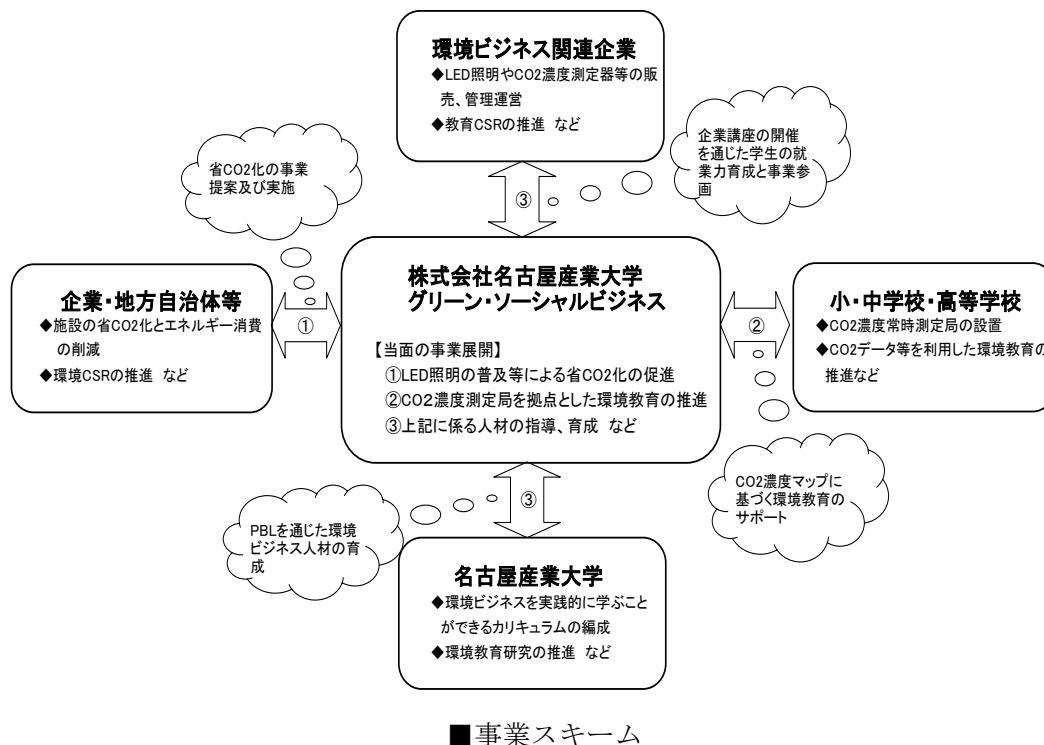 環境ビジネス関連企業
◆LED照明やCO2濃度測定器等の販
売、管理運営
◆教育CSRの推進 など
省CO2化の事業
提案及び実施
企業講座の開催
を通じた学生の就
業力育成と事業参
画
③
企業・地方自治体等
◆施設の省CO2化とエネルギー消費
の削減
◆環境CSRの推進 など
①
株式会社名古屋産業大学
グリーン・ソーシャルビジネス
【当面の事業展開】
①LED照明の普及等による省CO2化の促進
②CO2濃度測定局を拠点とした環境教育の推進
③上記に係る人材の指導、育成 など
②
小・中学校・高等学校
◆CO2濃度常時測定局の設置
◆CO2データ等を利用した環境教育の
推進など
PBLを通じた環境
ビジネス人材の育
成
③
CO2濃度マップに
基づく環境教育の
サポート
名古屋産業大学
◆環境ビジネスを実践的に学ぶこと
ができるカリキュラムの編成
◆環境教育研究の推進 など
■事業スキーム